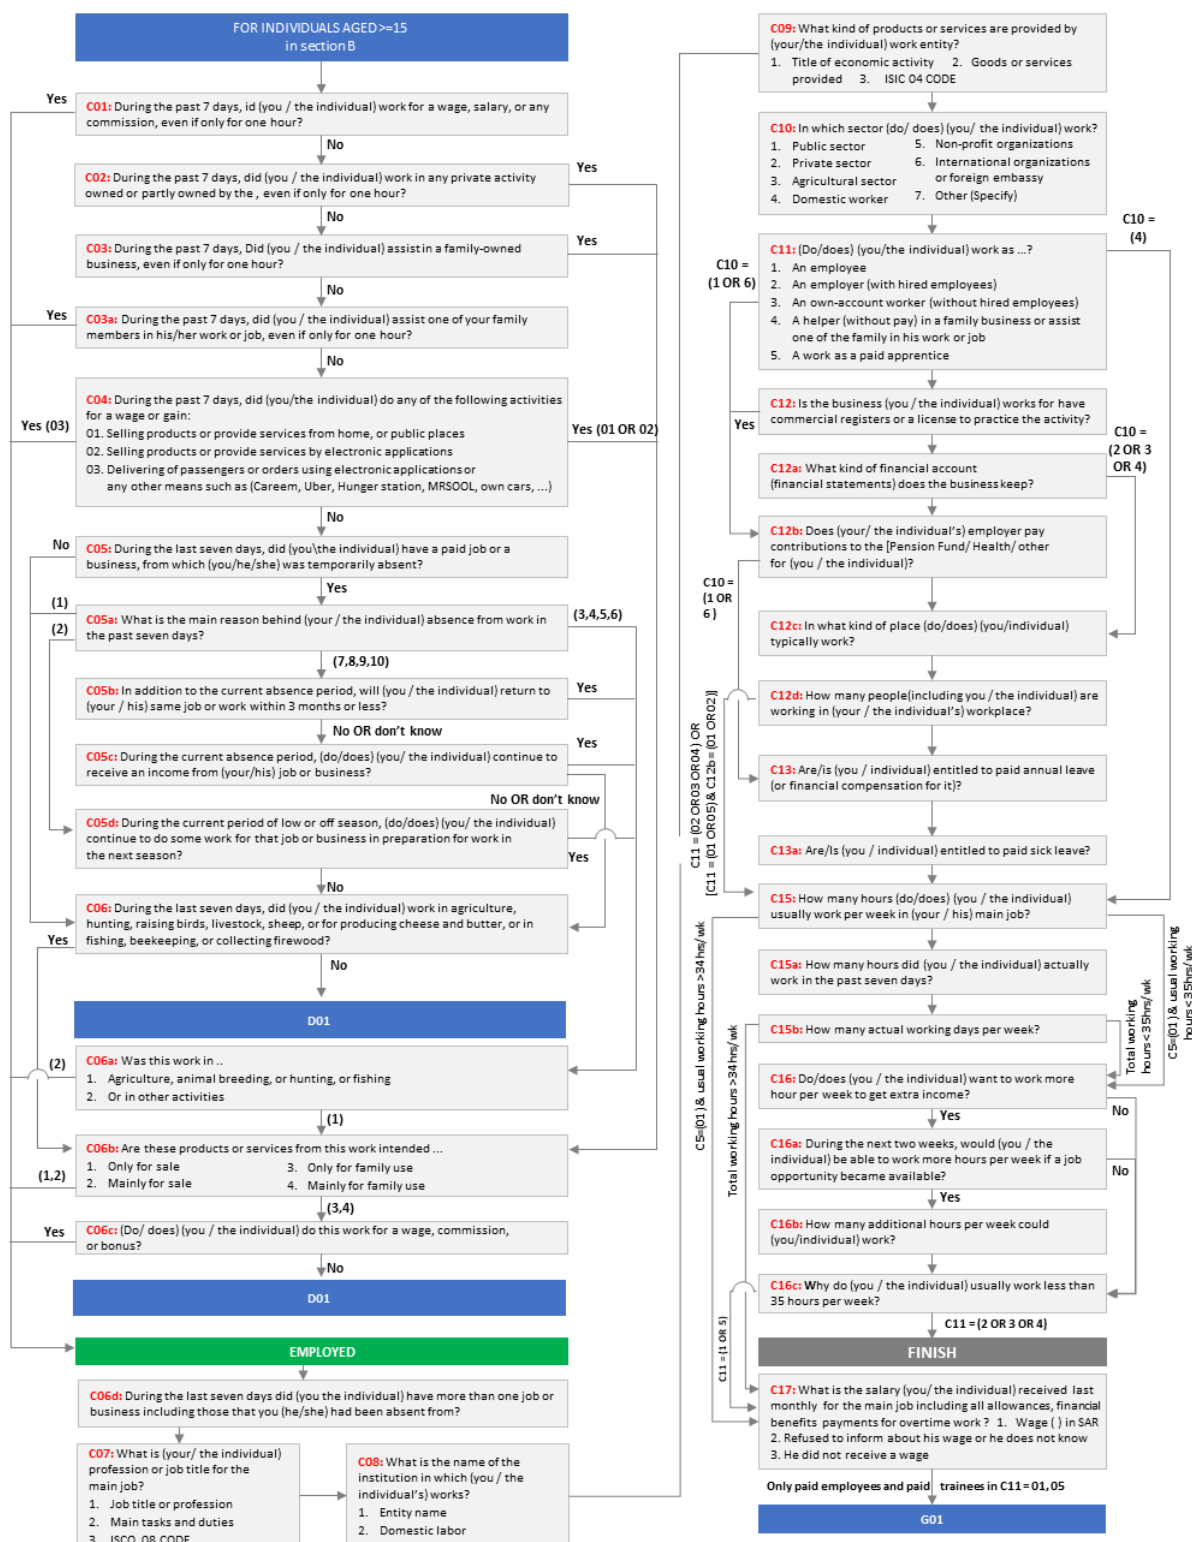 FOR INDIVIDUALS AGED >=15
in section B
Yes
C01: During the past 7 days, id (you / the individual) work for a wage, salary, or any
commission, even if only for one hour?
No
C02: During the past 7 days, did (you / the individual) work in any private activity
owned or partly owned by the , even if only for one hour?
Yes
No
C03: During the past 7 days, Did (you / the individual) assist in a family-owned
business, even if only for one hour?
Yes
No
Yes
C03a: During the past 7 days, did (you / the individual) assist one of your family
members in his/her work or job, even if only for one hour?
No
C04: During the past 7 days, did (you/the individual) do any of the following activities
for a wage or gain:
01. Selling products or provide services from home, or public places
02. Selling products or provide services by electronic applications
03. Delivering of passengers or orders using electronic applications or
any other means such as (Careem, Uber, Hunger station, MRSOOL, own cars, ...)
Yes (03)
Yes (01 OR 02)
No
No
C05: During the last seven days, did (you\the individual) have a paid job or a
business, from which (you/he/she) was temporarily absent?
Yes
(1)
(2)
C05a: What is the main reason behind (your / the individual) absence from work in
the past seven days?
(3,4,5,6)
(7,8,9,10)
C05b: In addition to the current absence period, will (you / the individual) return to
(your / his) same job or work within 3 months or less?
Yes
No OR don't know
C05c: During the current absence period, (do/does) (you/ the individual) continue to
receive an income from (your/his) job or business?
Yes
No OR don't know
C05d: During the current period of low or off season, (do/does) (you/ the individual)
continue to do some work for that job or business in preparation for work in
the next season?
Yes
No
C06: During the last seven days, did (you / the individual) work in agriculture,
hunting, raising birds, livestock, sheep, or for producing cheese and butter, or in
fishing, beekeeping, or collecting firewood?
Yes
No
D01
(2)
C06a: Was this work in ..
1. Agriculture, animal breeding, or hunting, or fishing
2. Or in other activities
(1)
C06b: Are these products or services from this work intended ...
1. Only for sale
2. Mainly for sale
3. Only for family use
4. Mainly for family use
(1,2)
(3,4)
Yes
C06c: (Do/ does) (you / the individual) do this work for a wage, commission,
or bonus?
No
D01
EMPLOYED
C06d: During the last seven days did (you the individual) have more than one job or
business including those that you (he/she) had been absent from?
C07: What is (your/ the individual)
profession or job title for the
main job?
1. Job title or profession
2. Main tasks and duties
3. ISCO_08 CODE
C08: What is the name of the
institution in which (you / the
individual's) works?
1. Entity name
2. Domestic labor
C09: What kind of products or services are provided by
(your/the individual) work entity?
1. Title of economic activity 2. Goods or services
provided 3. ISIC 04 CODE
C10: In which sector (do/ does) (you/ the individual) work?
1. Public sector
2. Private sector
3. Agricultural sector
4. Domestic worker
5. Non-profit organizations
6. International organizations
or foreign embassy
7. Other (Specify)
C10 =
(4)
C10 =
(1 OR 6)
C11: (Do/does) (you/the individual) work as ...?
1. An employee
2. An employer (with hired employees)
3. An own-account worker (without hired employees)
4. A helper (without pay) in a family business or assist
one of the family in his work or job
5. A work as a paid apprentice
C12: Is the business (you / the individual) works for have
commercial registers or a license to practice the activity?
Yes
C10 =
(2 OR 3
OR 4)
C12a: What kind of financial account
(financial statements) does the business keep?
C12b: Does (your/ the individual's) employer pay
contributions to the [Pension Fund/ Health/ other
for (you / the individual)?
C10 =
(1 OR
6 )
C12c: In what kind of place (do/does) (you/individual)
typically work?
C12d: How many people(including you / the individual) are
working in (your / the individual's) workplace?
C11 = (02 OR03 OR04) OR
[C11 = (01 OR05) & C12b = (01 OR02)]
C13: Are/is (you / individual) entitled to paid annual leave
(or financial compensation for it)?
C13a: Are/Is (you / individual) entitled to paid sick leave?
C15: How many hours (do/does) (you / the individual)
usually work per week in (your / his) main job?
C15a: How many hours did (you / the individual) actually
work in the past seven days?
C15b: How many actual working days per week?
C5=(01) & usual working hours >34 hrs/wk
Total working hours >34 hrs/wk
Total working
hours <35hrs/wk
C5=(01) & usual working
hours <35hrs/wk
C16: Do/does (you / the individual) want to work more
hour per week to get extra income?
No
Yes
C16a: During the next two weeks, would (you / the
individual) be able to work more hours per week if a job
opportunity became available?
No
Yes
C16b: How many additional hours per week could
(you/individual) work?
C16c: Why do (you / the individual) usually work less than
35 hours per week?
C11 = (2 OR 3 OR 4)
C11 = (1 OR 5)
FINISH
C17: What is the salary (you/ the individual) received last
monthly for the main job including all allowances, financial
benefits payments for overtime work ? 1. Wage ( ) in SAR
2. Refused to inform about his wage or he does not know
3. He did not receive a wage
Only paid employees and paid trainees in C11 = 01, 05
G01